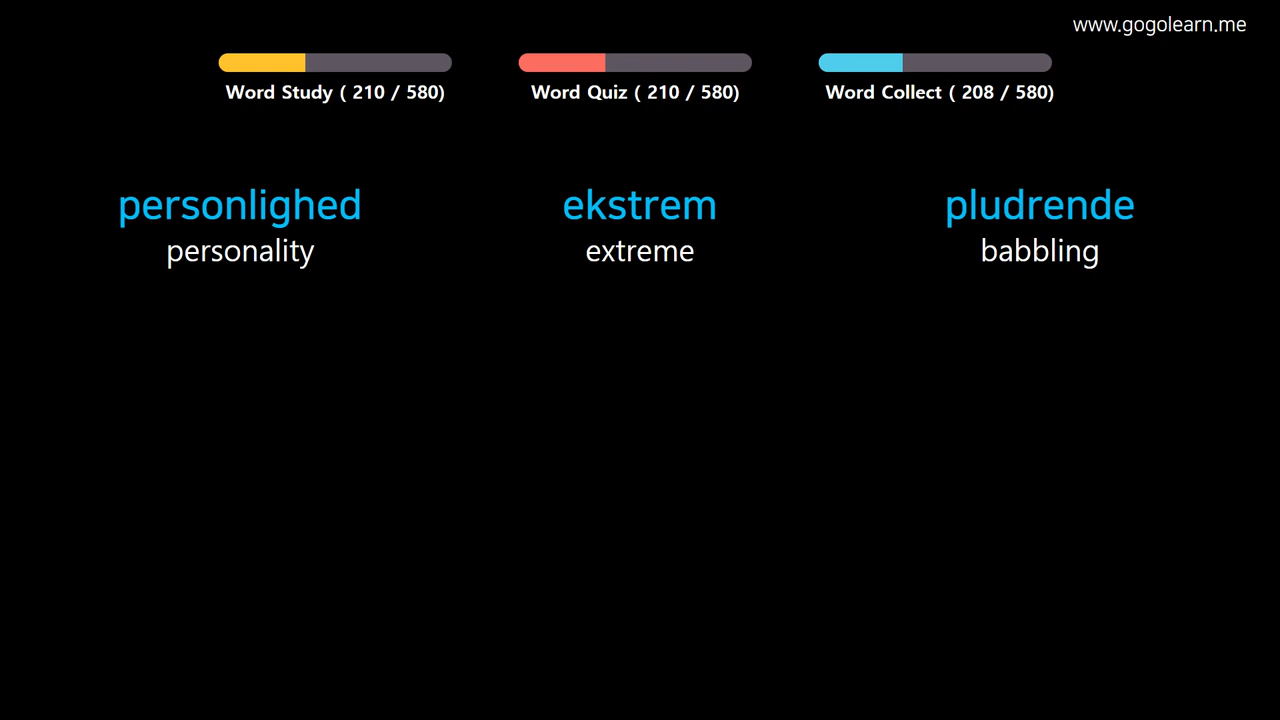 www.gogolearn.me
Word Study ( 210 / 580)
Word Quiz ( 210 / 580)
Word Collect ( 208 / 580)
personlighed
personality
ekstrem
extreme
pludrende
babbling